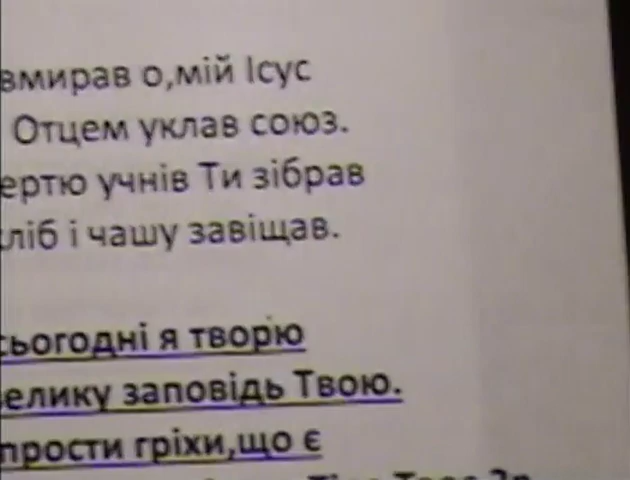 вмирав о,мій Ісус
Отцем уклав союз.
ертю учнів Ти зібрав
ліб і чашу завіщав.
сьогодні я творю
елику заповідь Твою.
прости гріхи,що є